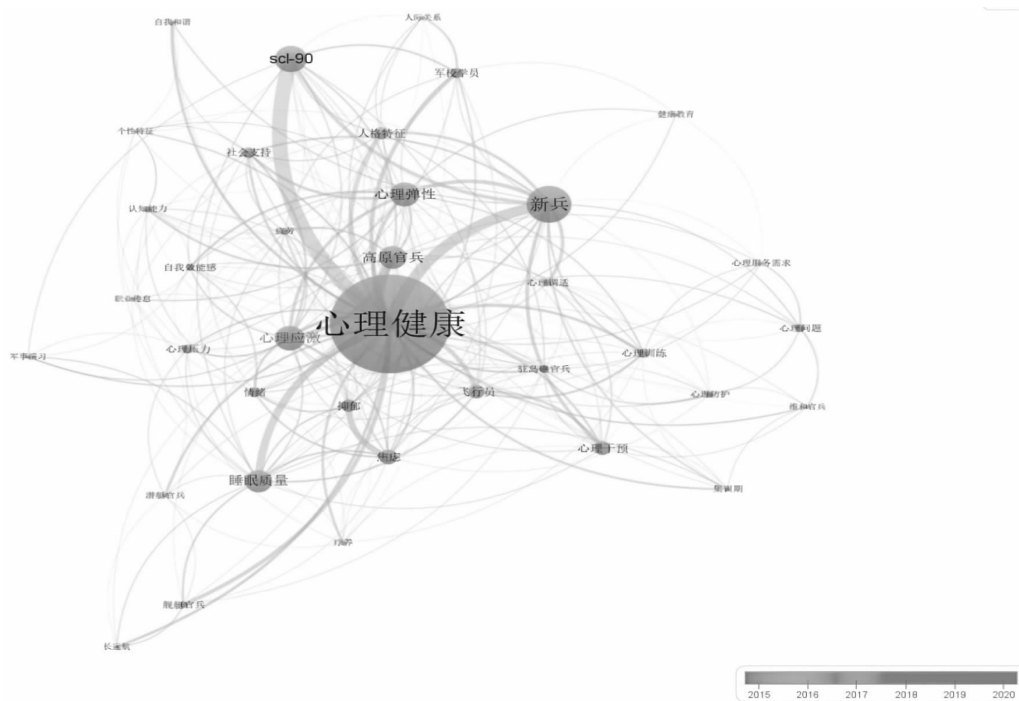 人际关系
自我和谐
scl-90
军校学员
健康教育
个性特征
人格特征
社会支持
心理弹性
认知能力
新兵
高原官兵
心理服务需求
自我效能感
心理调适
职业倦怠
心理健康
心理问题
心理应激
心理压力
心理训练
军事演习
驻岛礁官兵
情绪
飞行员
心理防护
抑郁
维和官兵
心理干预
焦虑
睡眠质量
潜艇官兵
疗养
舰艇官兵
长远航
2015
2016
2017
2018
2019
2020